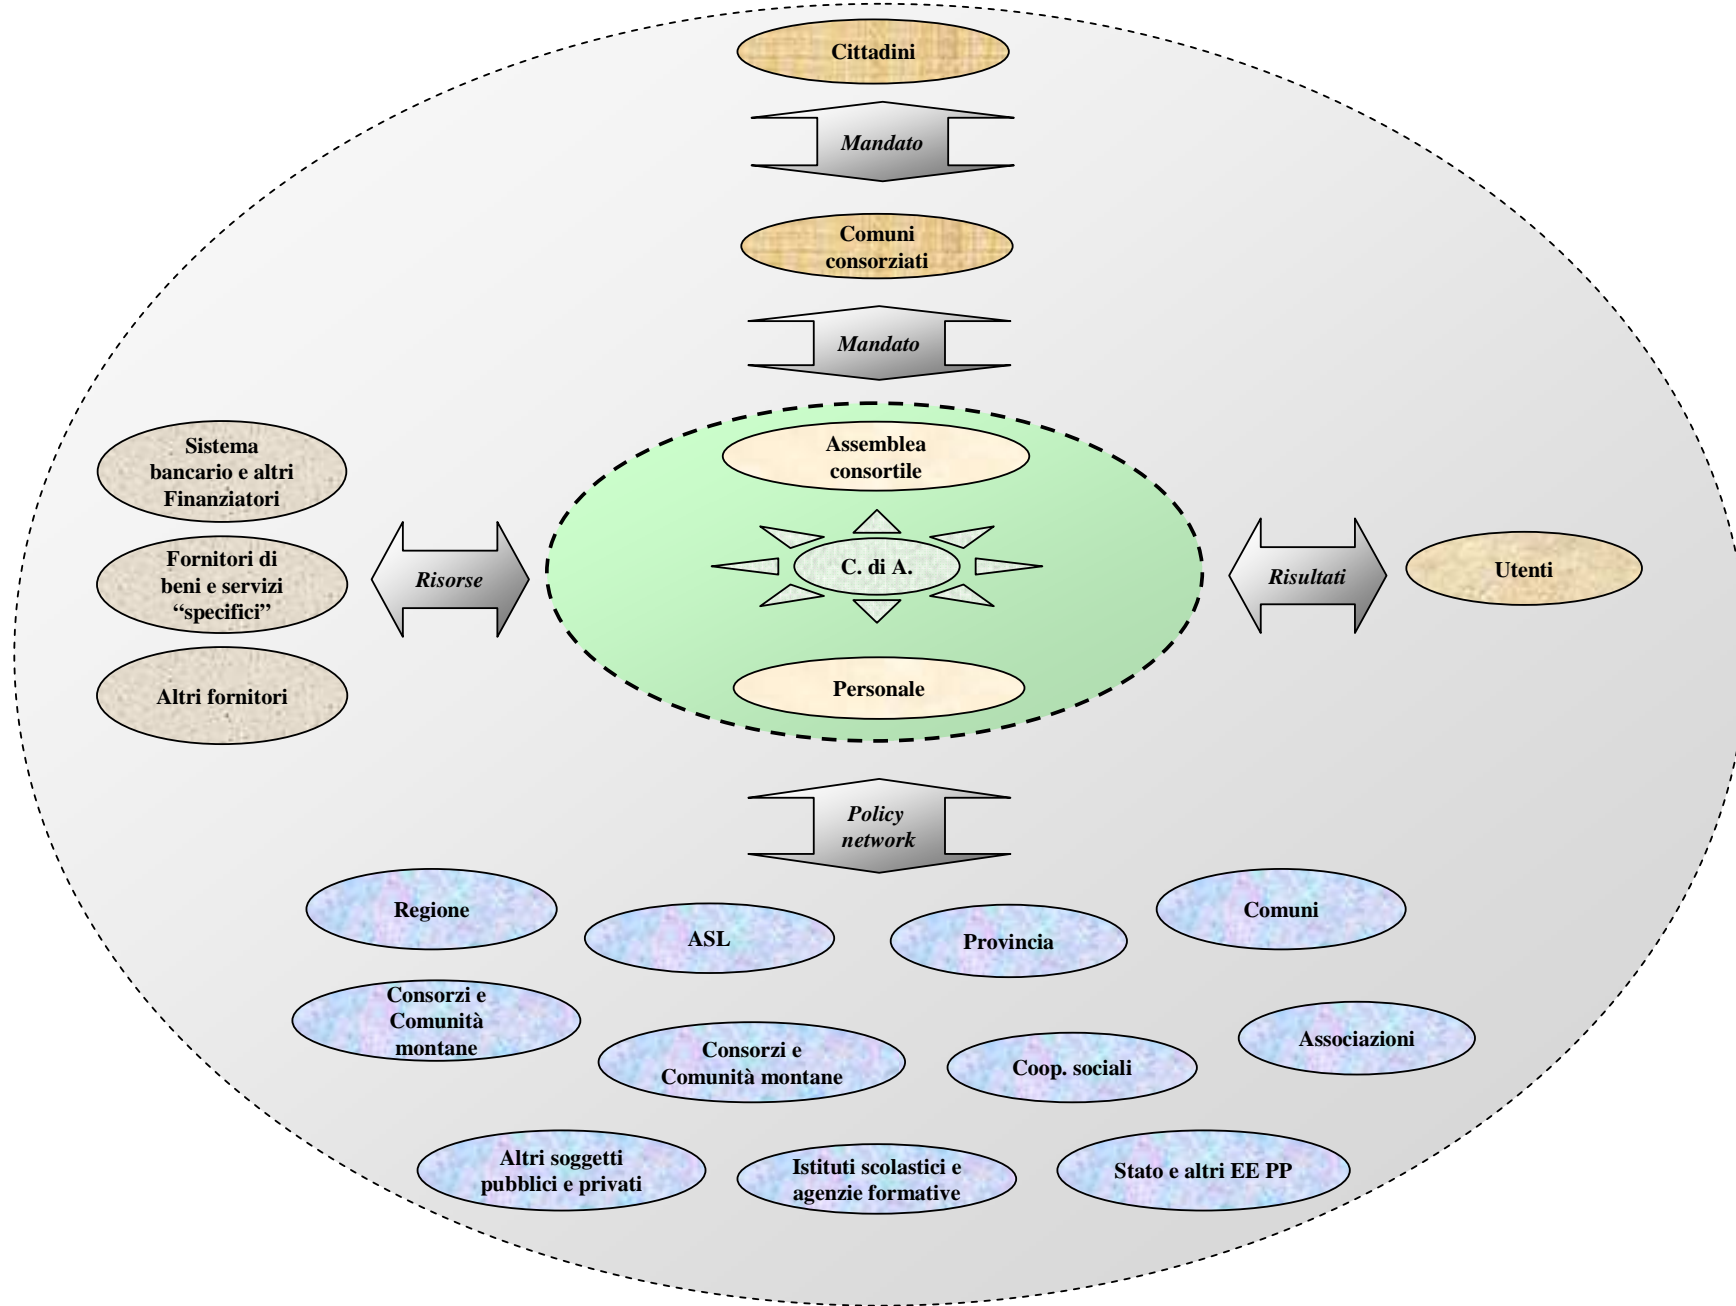 Cittadini
Mandato
Comuni
consorziati
Mandato
Assemblea
consortile
Sistema
bancario e altri
Finanziatori
Fornitori di
beni e servizi
“specifici”
Altri fornitori
Risorse
C. di A.
Risultati
Utenti
Personale
Policy
network
Regione
ASL
Provincia
Comuni
Consorzi e
Comunità
montane
Consorzi e
Comunità montane
Coop. sociali
Associazioni
Altri soggetti
pubblici e privati
Istituti scolastici e
agenzie formative
Stato e altri EE PP